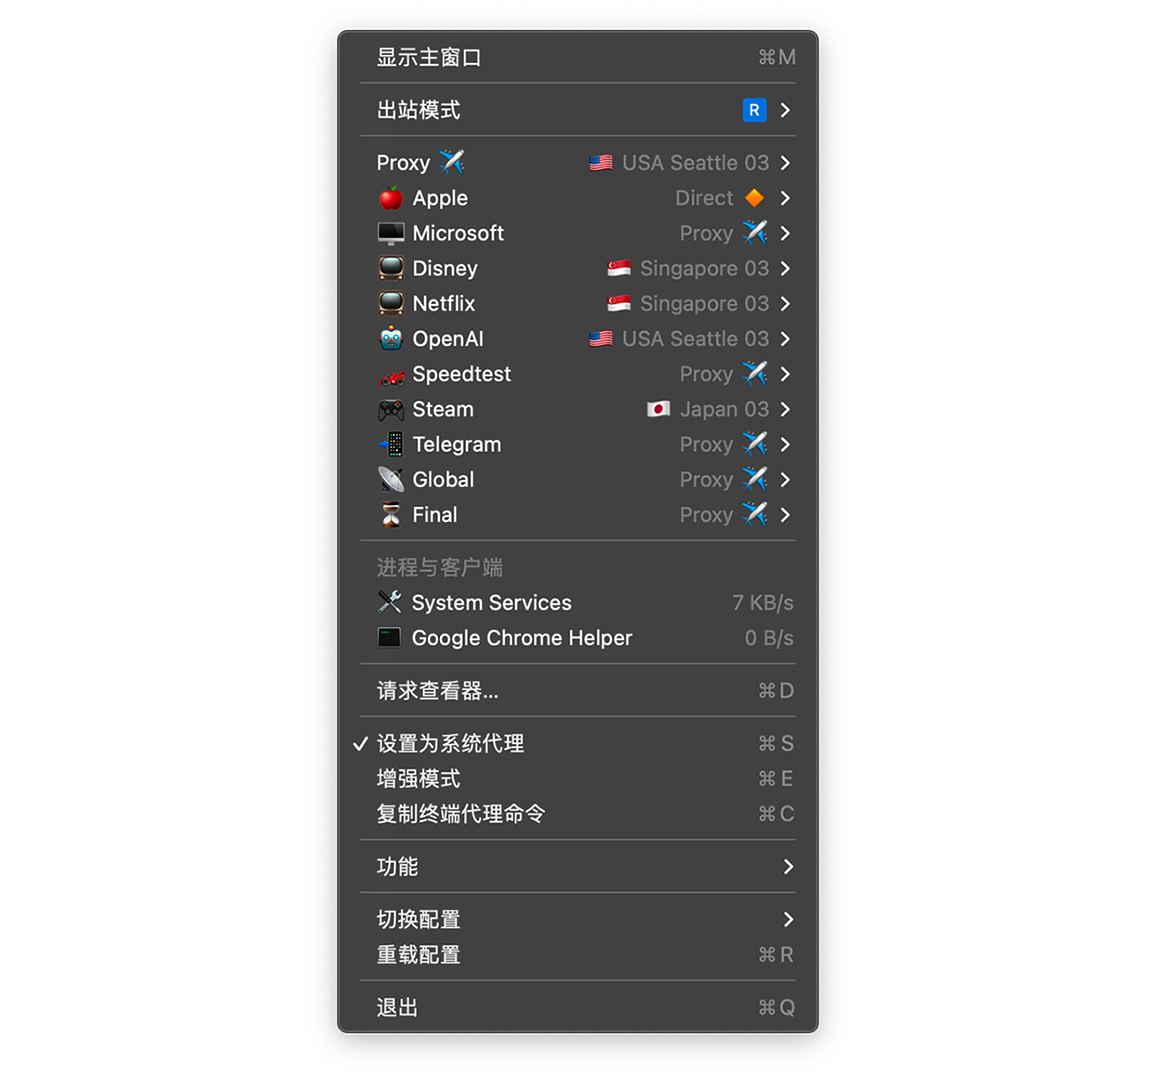 显示主窗口 ⌘M
出站模式 R
Proxy ✈️ 🇺🇸 USA Seattle 03
🍎 Apple Direct 🔶
🖥️ Microsoft Proxy ✈️
📺 Disney 🇸🇬 Singapore 03
📺 Netflix 🇸🇬 Singapore 03
🤖 OpenAI 🇺🇸 USA Seattle 03
🏎️ Speedtest Proxy ✈️
🎮 Steam 🇯🇵 Japan 03
📲 Telegram Proxy ✈️
📡 Global Proxy ✈️
⏳ Final Proxy ✈️
进程与客户端
System Services 7 KB/s
Google Chrome Helper 0 B/s
请求查看器... ⌘D
✓ 设置为系统代理 ⌘S
增强模式 ⌘E
复制终端代理命令 ⌘C
功能
切换配置
重载配置 ⌘R
退出 ⌘Q